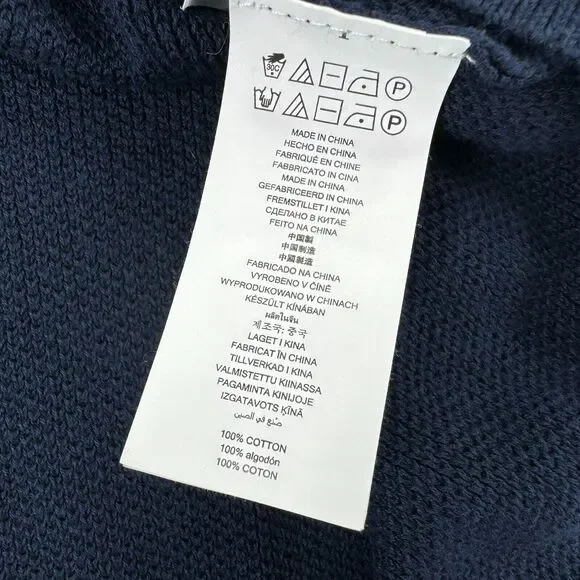 30C
P
P
MADE IN CHINA
HECHO EN CHINA
FABRIQUÉ EN CHINE
FABBRICATO IN CINA
MADE IN CHINA
GEFABRICEERD IN CHINA
FREMSTILLET I KINA
СДЕЛАНО В КИТАЕ
FEITO NA CHINA
中国製
中国制造
中國製造
FABRICADO NA CHINA
VYROBENO V ČÍNĚ
WYPRODUKOWANO W CHINACH
KÉSZÜLT KÍNÁBAN
ผลิตในจีน
제조국: 중국
LAGET I KINA
FABRICAT ÎN CHINA
TILLVERKAD I KINA
VALMISTETTU KIINASSA
PAGAMINTA KINIJOJE
IZGATAVOTS ĶĪNĀ
صنع في الصين
100% COTTON
100% algodón
100% COTON